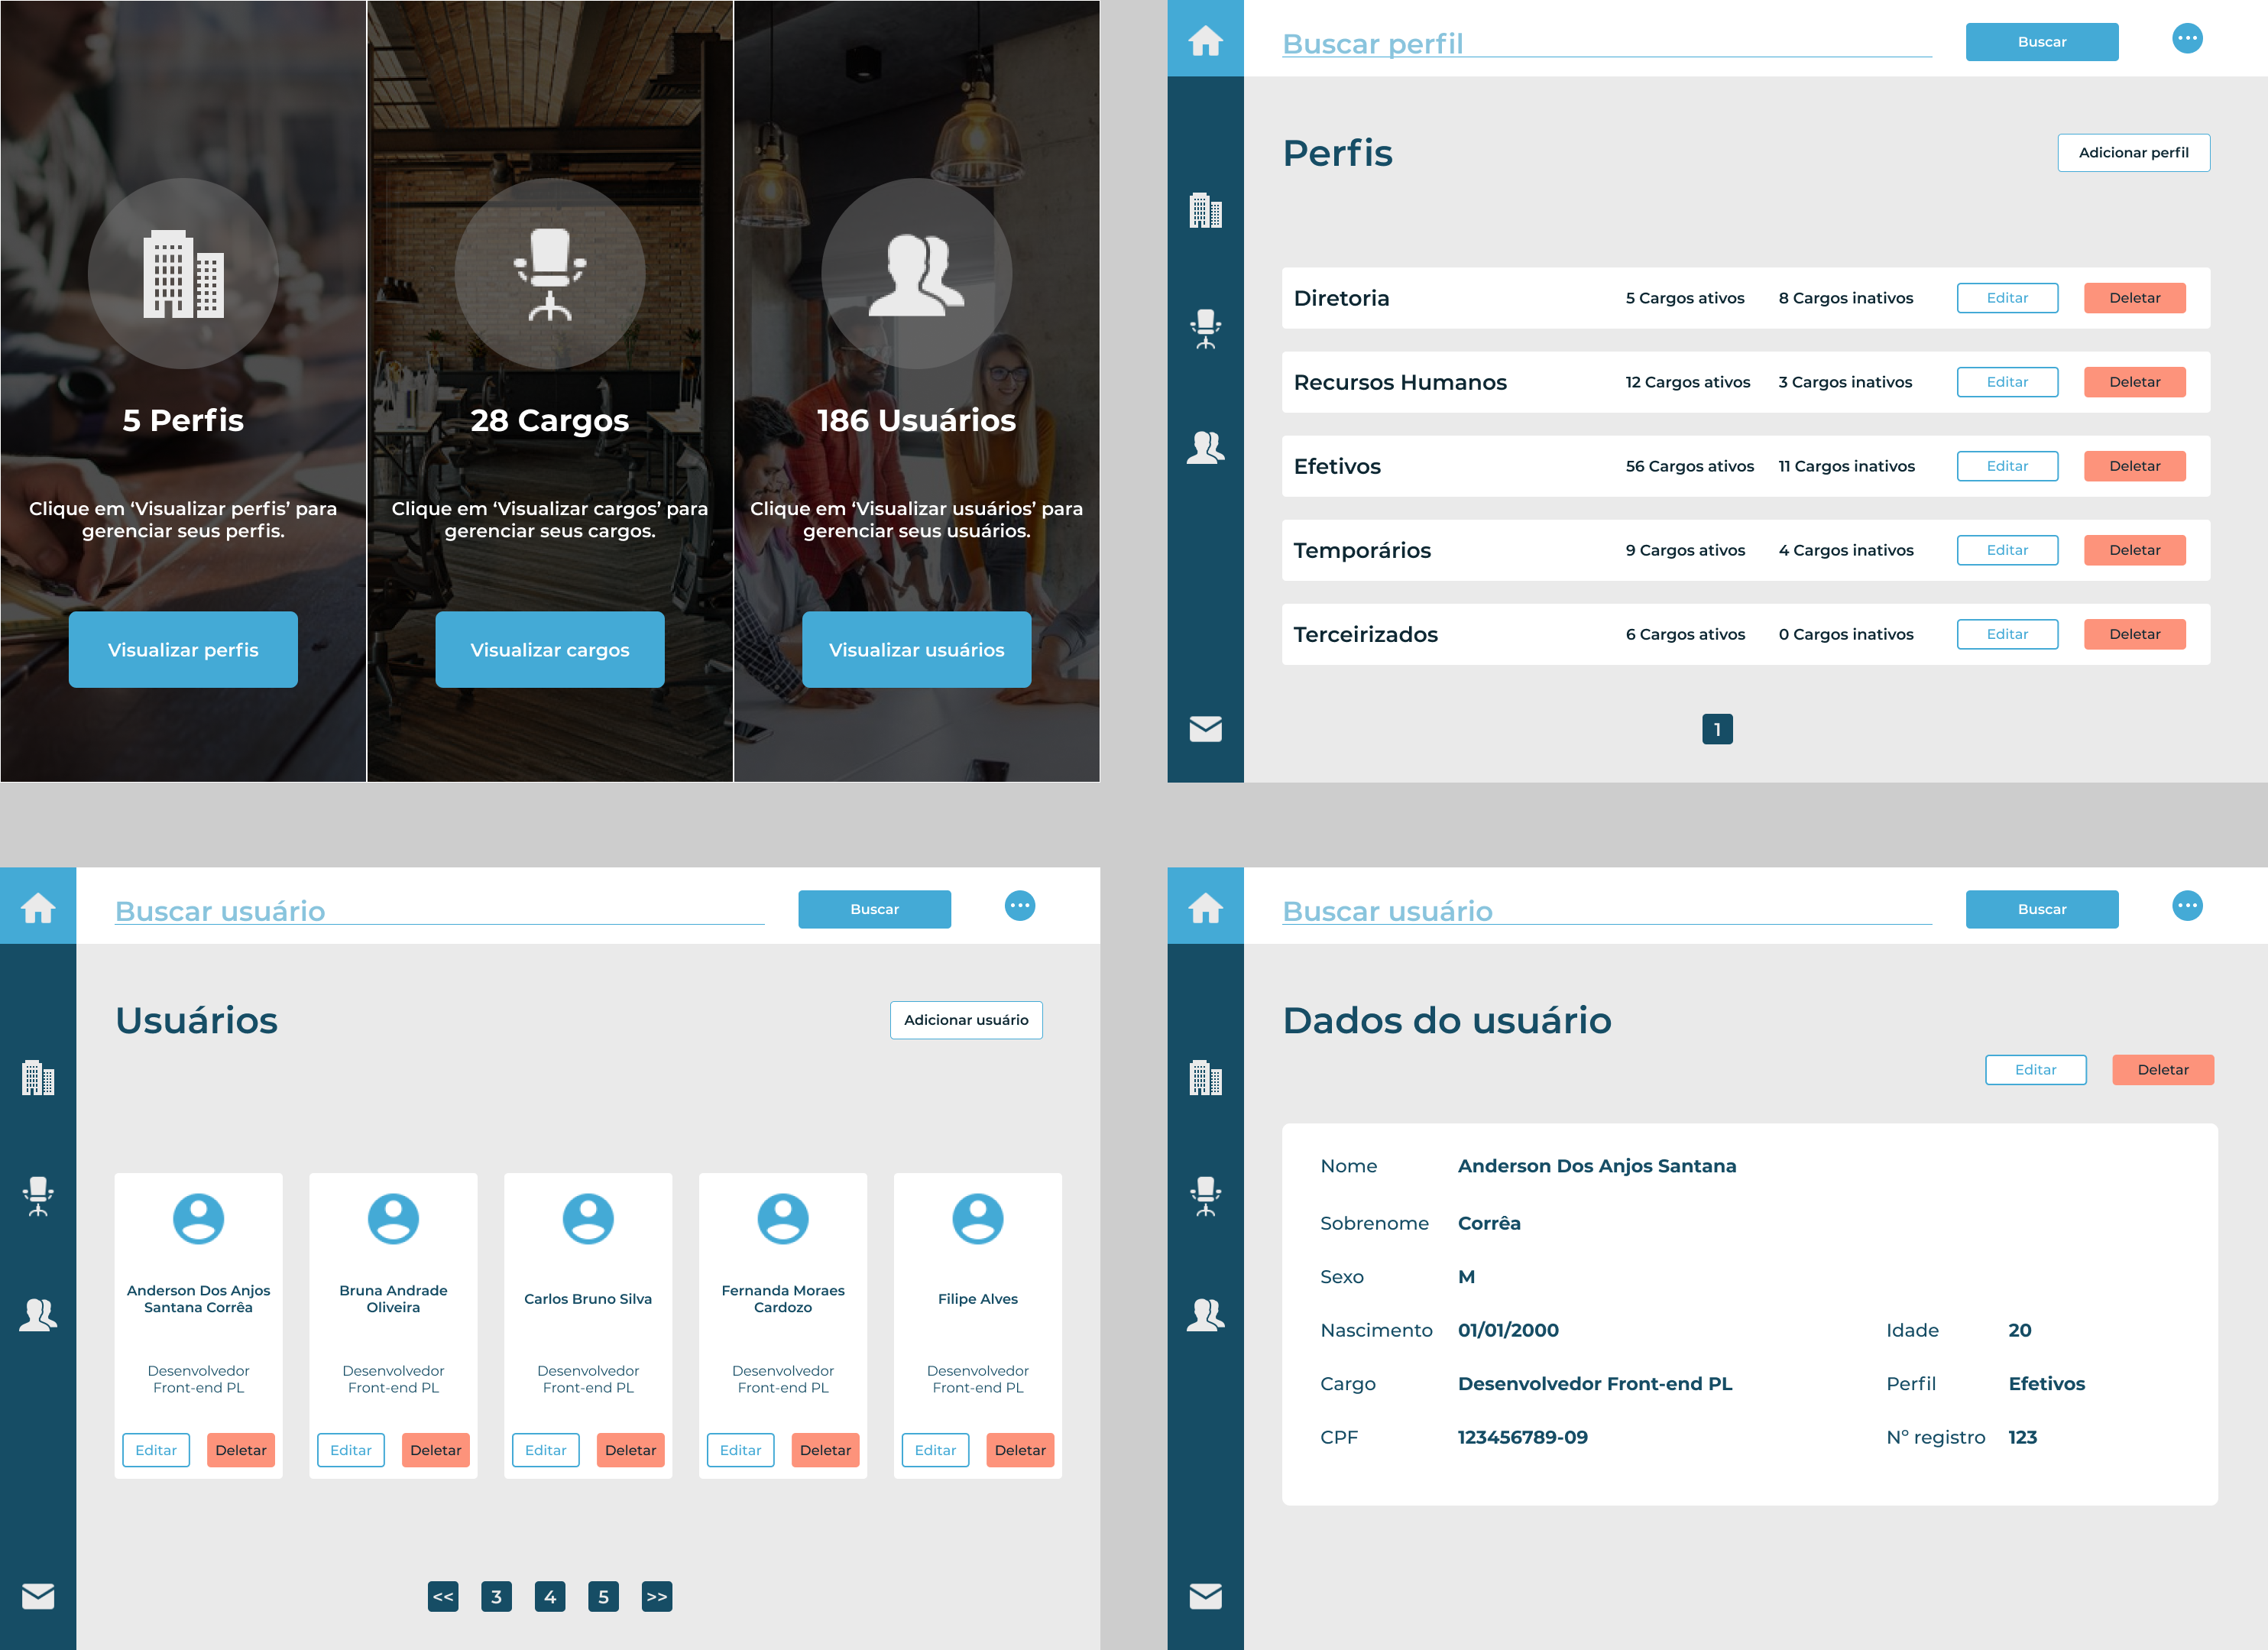 5 Perfis
Clique em ‘Visualizar perfis’ para
gerenciar seus perfis.
Visualizar perfis
28 Cargos
Clique em ‘Visualizar cargos’ para
gerenciar seus cargos.
Visualizar cargos
186 Usuários
Clique em ‘Visualizar usuários’ para
gerenciar seus usuários.
Visualizar usuários
Buscar perfil
Buscar
Perfis
Adicionar perfil
Diretoria 5 Cargos ativos 8 Cargos inativos Editar Deletar
Recursos Humanos 12 Cargos ativos 3 Cargos inativos Editar Deletar
Efetivos 56 Cargos ativos 11 Cargos inativos Editar Deletar
Temporários 9 Cargos ativos 4 Cargos inativos Editar Deletar
Terceirizados 6 Cargos ativos 0 Cargos inativos Editar Deletar
1
Buscar usuário
Buscar
Usuários
Adicionar usuário
Anderson Dos Anjos
Santana Corrêa
Desenvolvedor
Front-end PL
Editar Deletar
Bruna Andrade
Oliveira
Desenvolvedor
Front-end PL
Editar Deletar
Carlos Bruno Silva
Desenvolvedor
Front-end PL
Editar Deletar
Fernanda Moraes
Cardozo
Desenvolvedor
Front-end PL
Editar Deletar
Filipe Alves
Desenvolvedor
Front-end PL
Editar Deletar
<< 3 4 5 >>
Buscar usuário
Buscar
Dados do usuário
Editar Deletar
Nome Anderson Dos Anjos Santana
Sobrenome Corrêa
Sexo M
Nascimento 01/01/2000 Idade 20
Cargo Desenvolvedor Front-end PL Perfil Efetivos
CPF 123456789-09 Nº registro 123